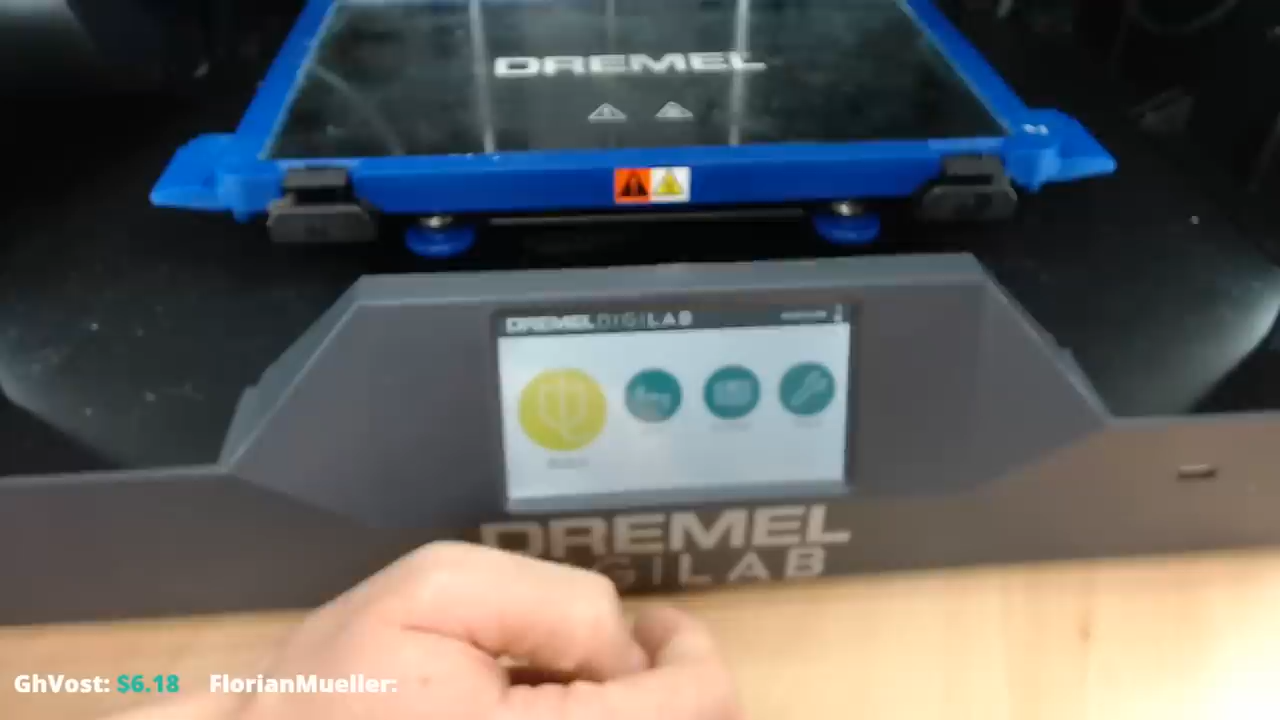 DREMEL
DREMEL DIGILAB
DREMEL
DIGILAB
GhVost: $6.18 FlorianMueller: